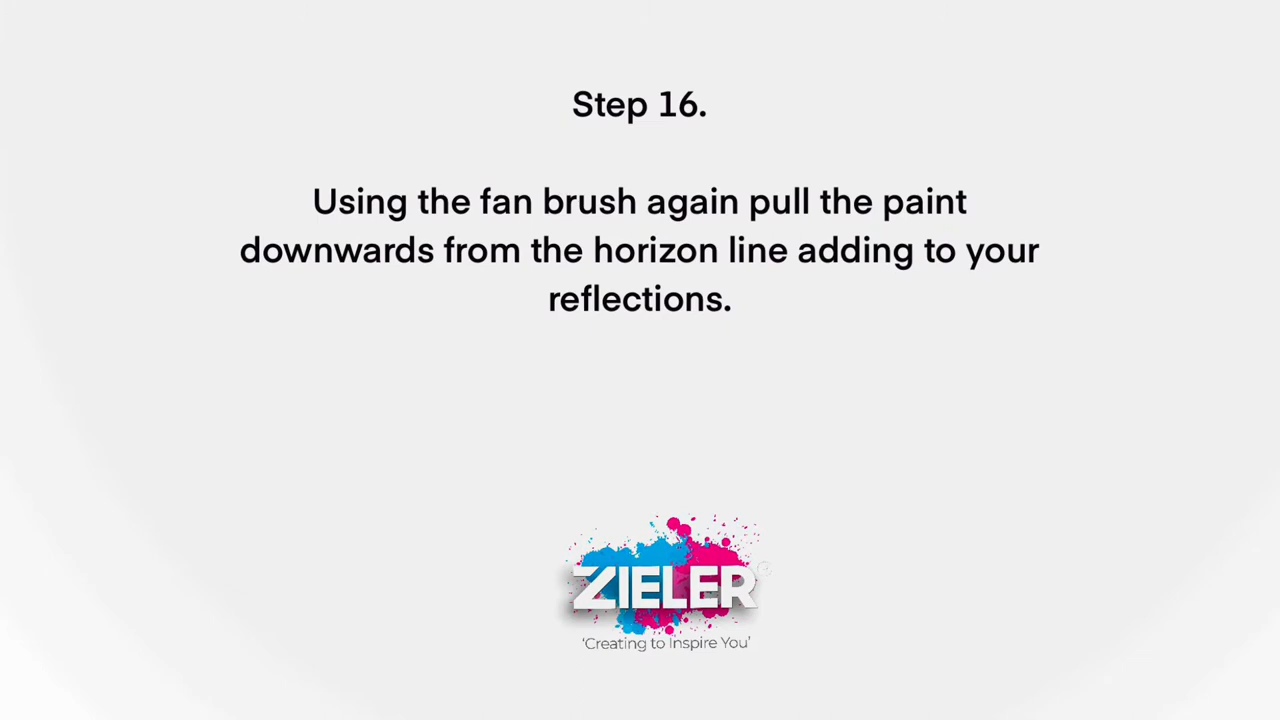 Step 16.
Using the fan brush again pull the paint
downwards from the horizon line adding to your
reflections.
ZIELER®
‘Creating to Inspire You’